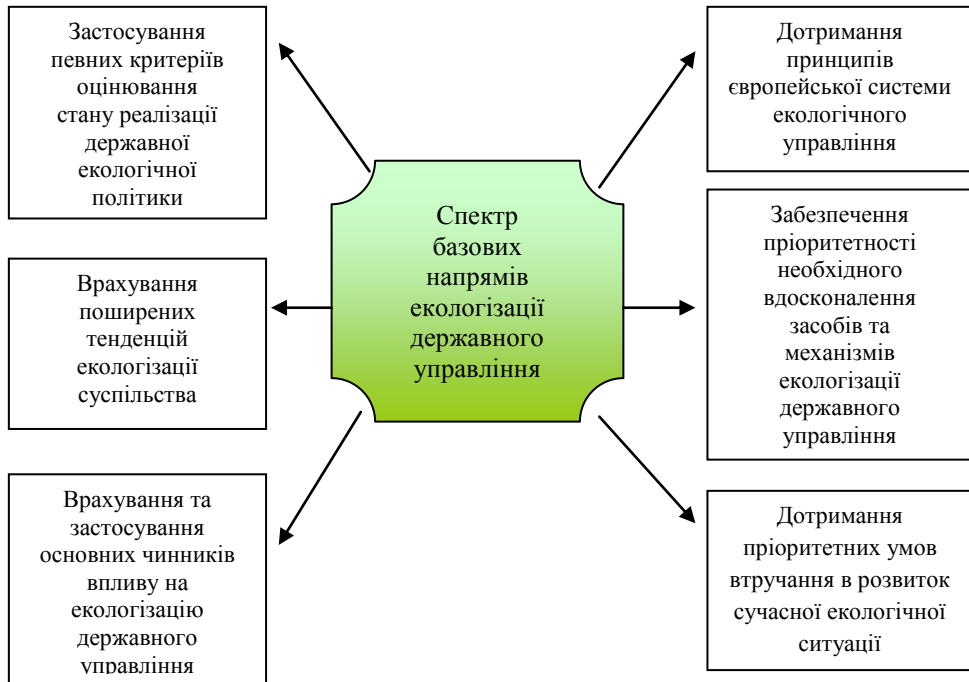 Застосування
певних критеріїв
оцінювання
стану реалізації
державної
екологічної
політики
Врахування
поширених
тенденцій
екологізації
суспільства
Врахування та
застосування
основних чинників
впливу на
екологізацію
державного
управління
Спектр
базових
напрямів
екологізації
державного
управління
Дотримання
принципів
європейської системи
екологічного
управління
Забезпечення
пріоритетності
необхідного
вдосконалення
засобів та
механізмів
екологізації
державного
управління
Дотримання
пріоритетних умов
втручання в розвиток
сучасної екологічної
ситуації